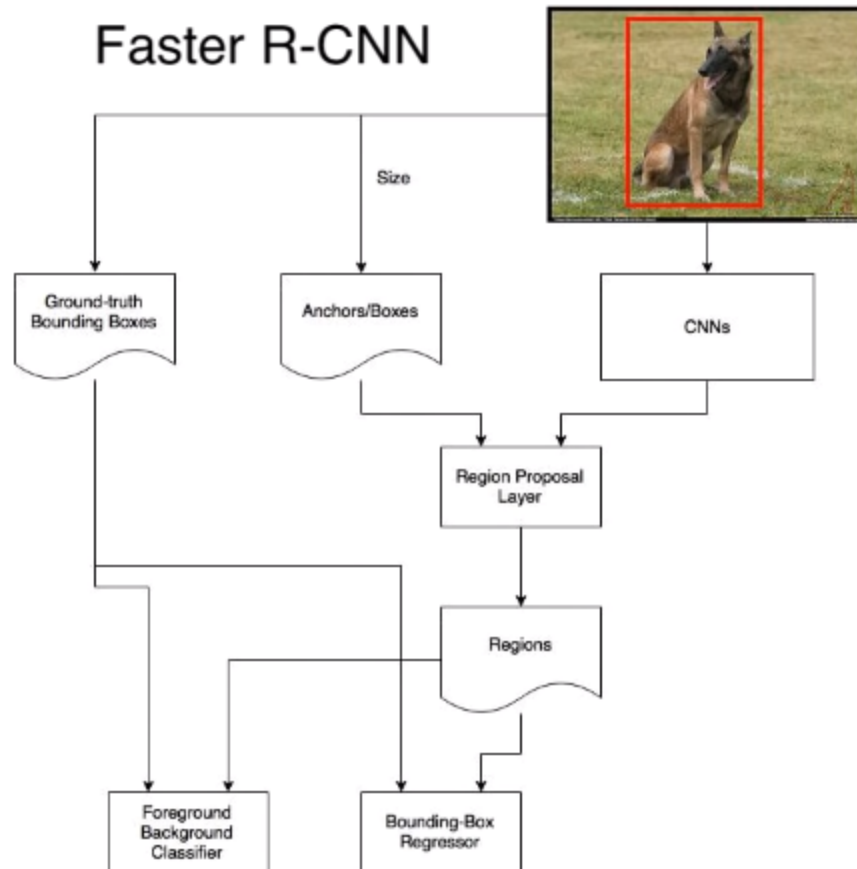 Faster R-CNN
Size
Ground-truth
Bounding Boxes
Anchors/Boxes
CNNs
Region Proposal
Layer
Regions
Foreground
Background
Classifier
Bounding-Box
Regressor